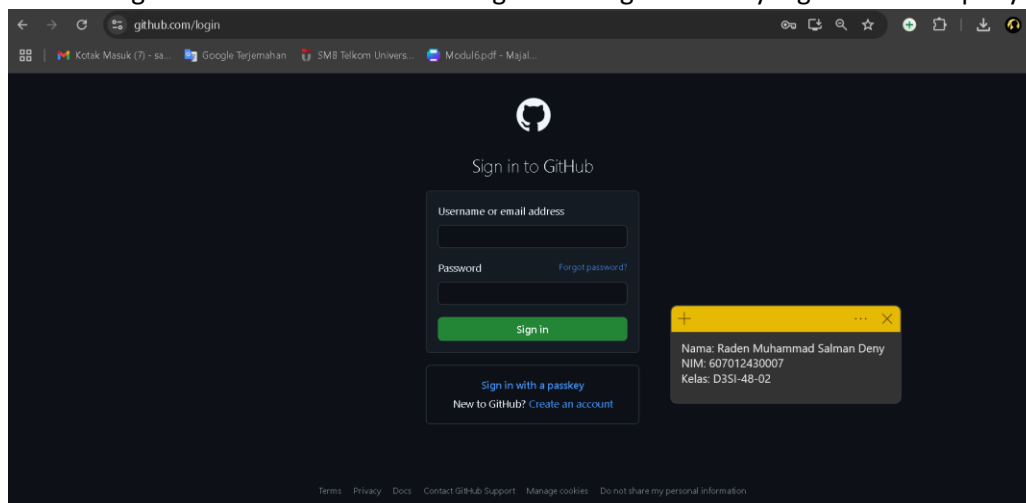 github.com/login
Kotak Masuk (7) - sa... Google Terjemahan SMB Telkom Univers... Modul6.pdf - Majal...
Sign in to GitHub
Username or email address
Password Forgot password?
Sign in
Sign in with a passkey
New to GitHub? Create an account
Nama: Raden Muhammad Salman Deny
NIM: 607012430007
Kelas: D3SI-48-02
Terms Privacy Docs Contact GitHub Support Manage cookies Do not share my personal information